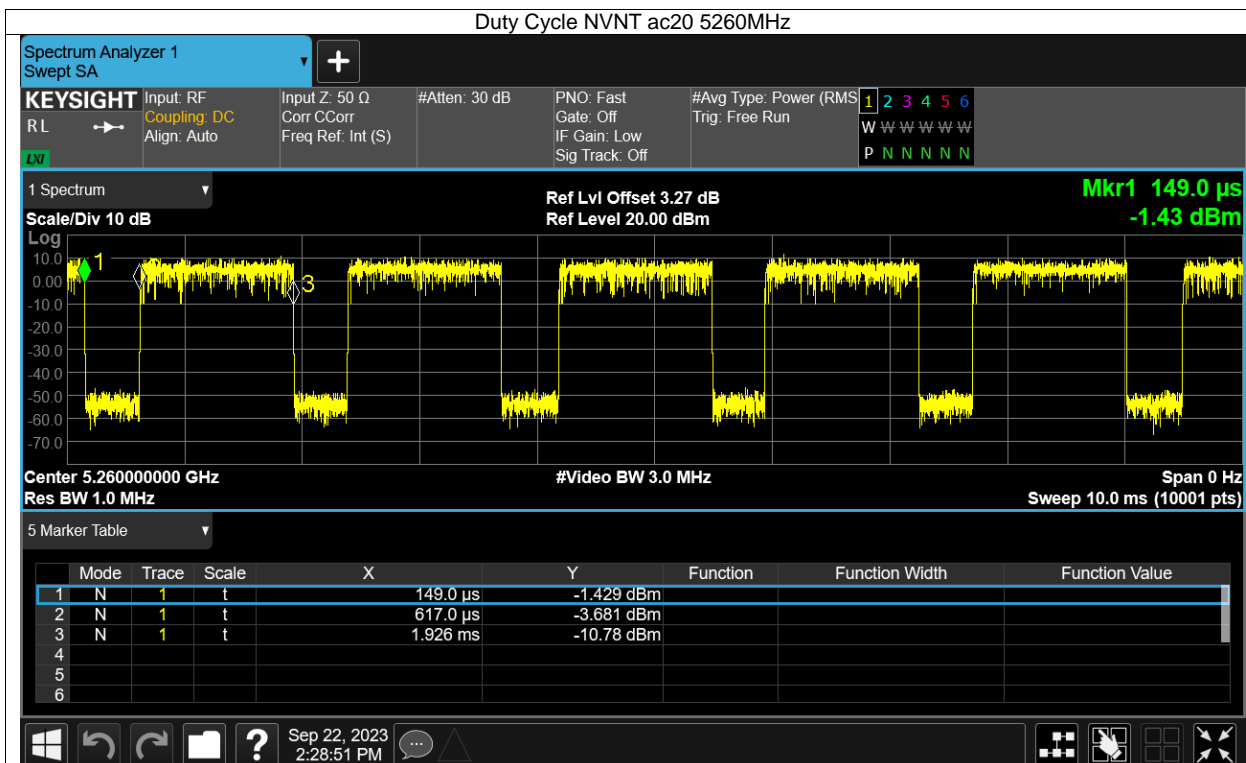 Duty Cycle NVNT ac20 5260MHz
Spectrum Analyzer 1
Swept SA
KEYSIGHT
R L
LXI
Input: RF
Coupling: DC
Align: Auto
Input Z: 50 Ω
Corr CCorr
Freq Ref: Int (S)
#Atten: 30 dB
PNO: Fast
Gate: Off
IF Gain: Low
Sig Track: Off
#Avg Type: Power (RMS
Trig: Free Run
1 2 3 4 5 6
W W W W W W
P N N N N N
1 Spectrum
Scale/Div 10 dB
Ref Lvl Offset 3.27 dB
Ref Level 20.00 dBm
Mkr1 149.0 µs
-1.43 dBm
Log
10.0
0.00
-10.0
-20.0
-30.0
-40.0
-50.0
-60.0
-70.0
1
3
Center 5.260000000 GHz
#Video BW 3.0 MHz
Span 0 Hz
Res BW 1.0 MHz
Sweep 10.0 ms (10001 pts)
5 Marker Table
Mode Trace Scale X Y Function Function Width Function Value
1 N 1 t 149.0 µs -1.429 dBm
2 N 1 t 617.0 µs -3.681 dBm
3 N 1 t 1.926 ms -10.78 dBm
4
5
6
?
Sep 22, 2023
2:28:51 PM